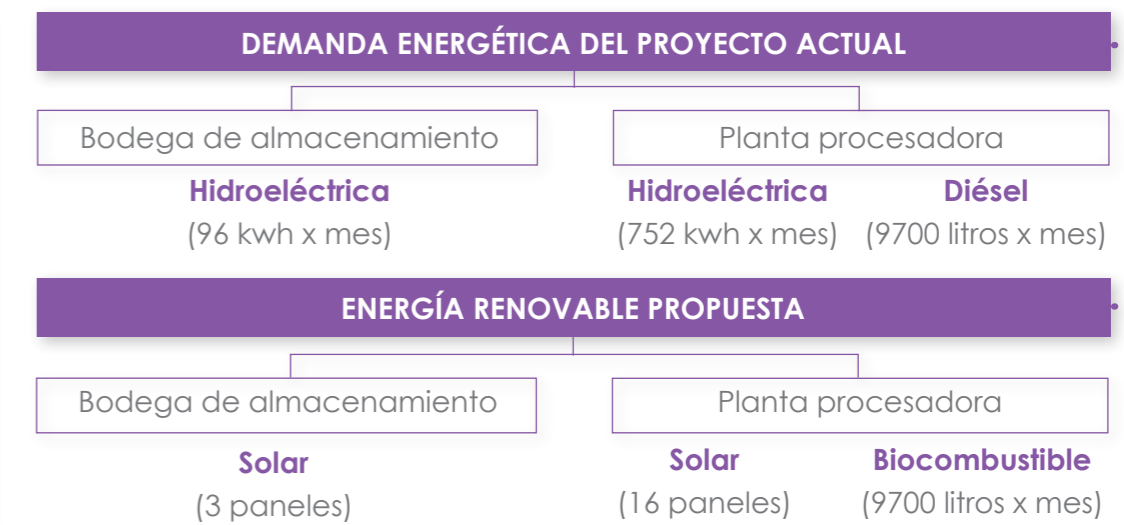 DEMANDA ENERGÉTICA DEL PROYECTO ACTUAL
Bodega de almacenamiento
Planta procesadora
Hidroeléctrica
Hidroeléctrica
Diésel
(96 kwh x mes)
(752 kwh x mes)
(9700 litros x mes)
ENERGÍA RENOVABLE PROPUESTA
Bodega de almacenamiento
Planta procesadora
Solar
Solar
Biocombustible
(3 paneles)
(16 paneles)
(9700 litros x mes)